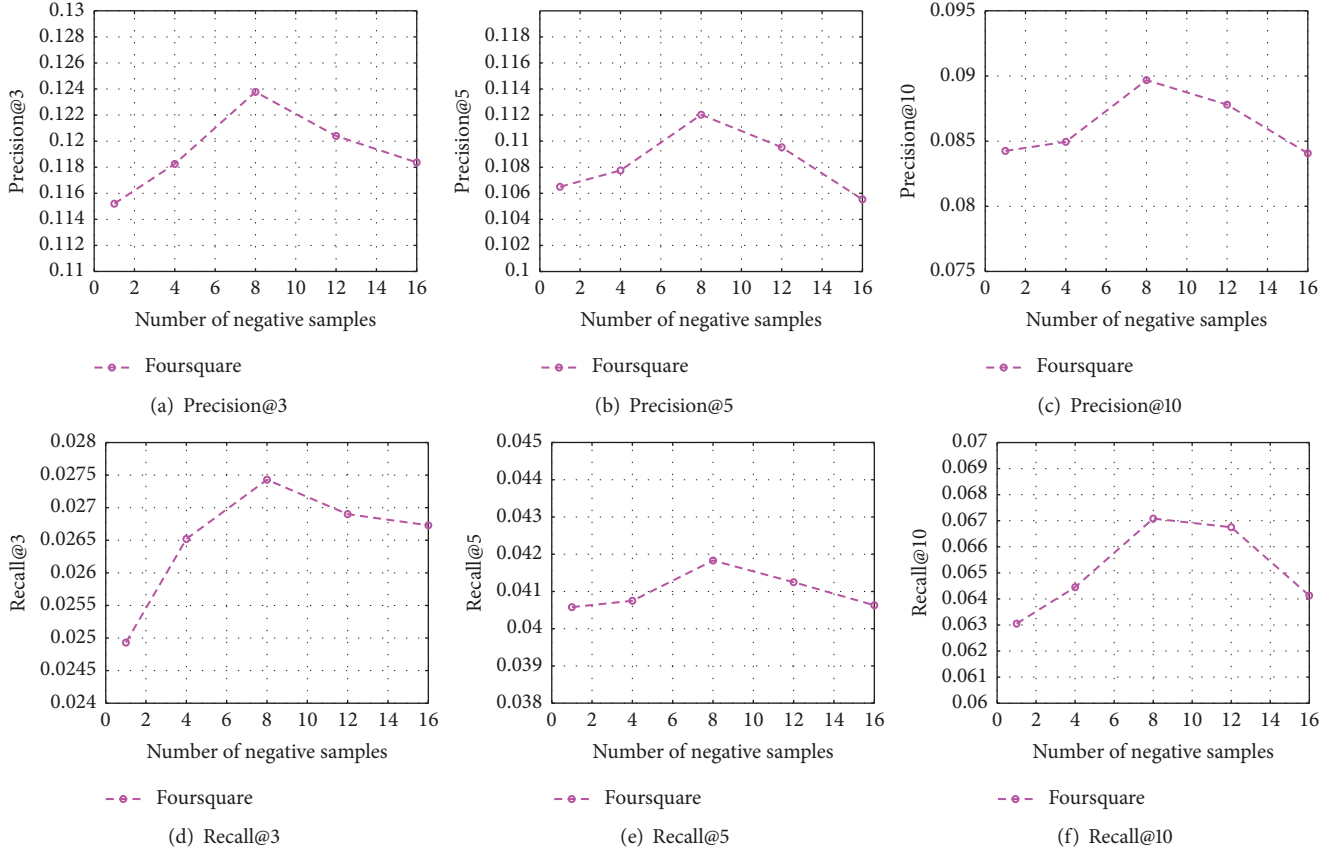 0.13
0.128
0.126
0.124
0.122
0.12
0.118
0.116
0.114
0.112
0.11
Precision@3
0 2 4 6 8 10 12 14 16
Number of negative samples
Foursquare
(a) Precision@3
0.118
0.116
0.114
0.112
0.11
0.108
0.106
0.104
0.102
0.1
Precision@5
0 2 4 6 8 10 12 14 16
Number of negative samples
Foursquare
(b) Precision@5
0.095
0.09
0.085
0.08
0.075
Precision@10
0 2 4 6 8 10 12 14 16
Number of negative samples
Foursquare
(c) Precision@10
0.028
0.0275
0.027
0.0265
0.026
0.0255
0.025
0.0245
0.024
Recall@3
0 2 4 6 8 10 12 14 16
Number of negative samples
Foursquare
(d) Recall@3
0.045
0.044
0.043
0.042
0.041
0.04
0.039
0.038
Recall@5
0 2 4 6 8 10 12 14 16
Number of negative samples
Foursquare
(e) Recall@5
0.07
0.069
0.068
0.067
0.066
0.065
0.064
0.063
0.062
0.061
0.06
Recall@10
0 2 4 6 8 10 12 14 16
Number of negative samples
Foursquare
(f) Recall@10